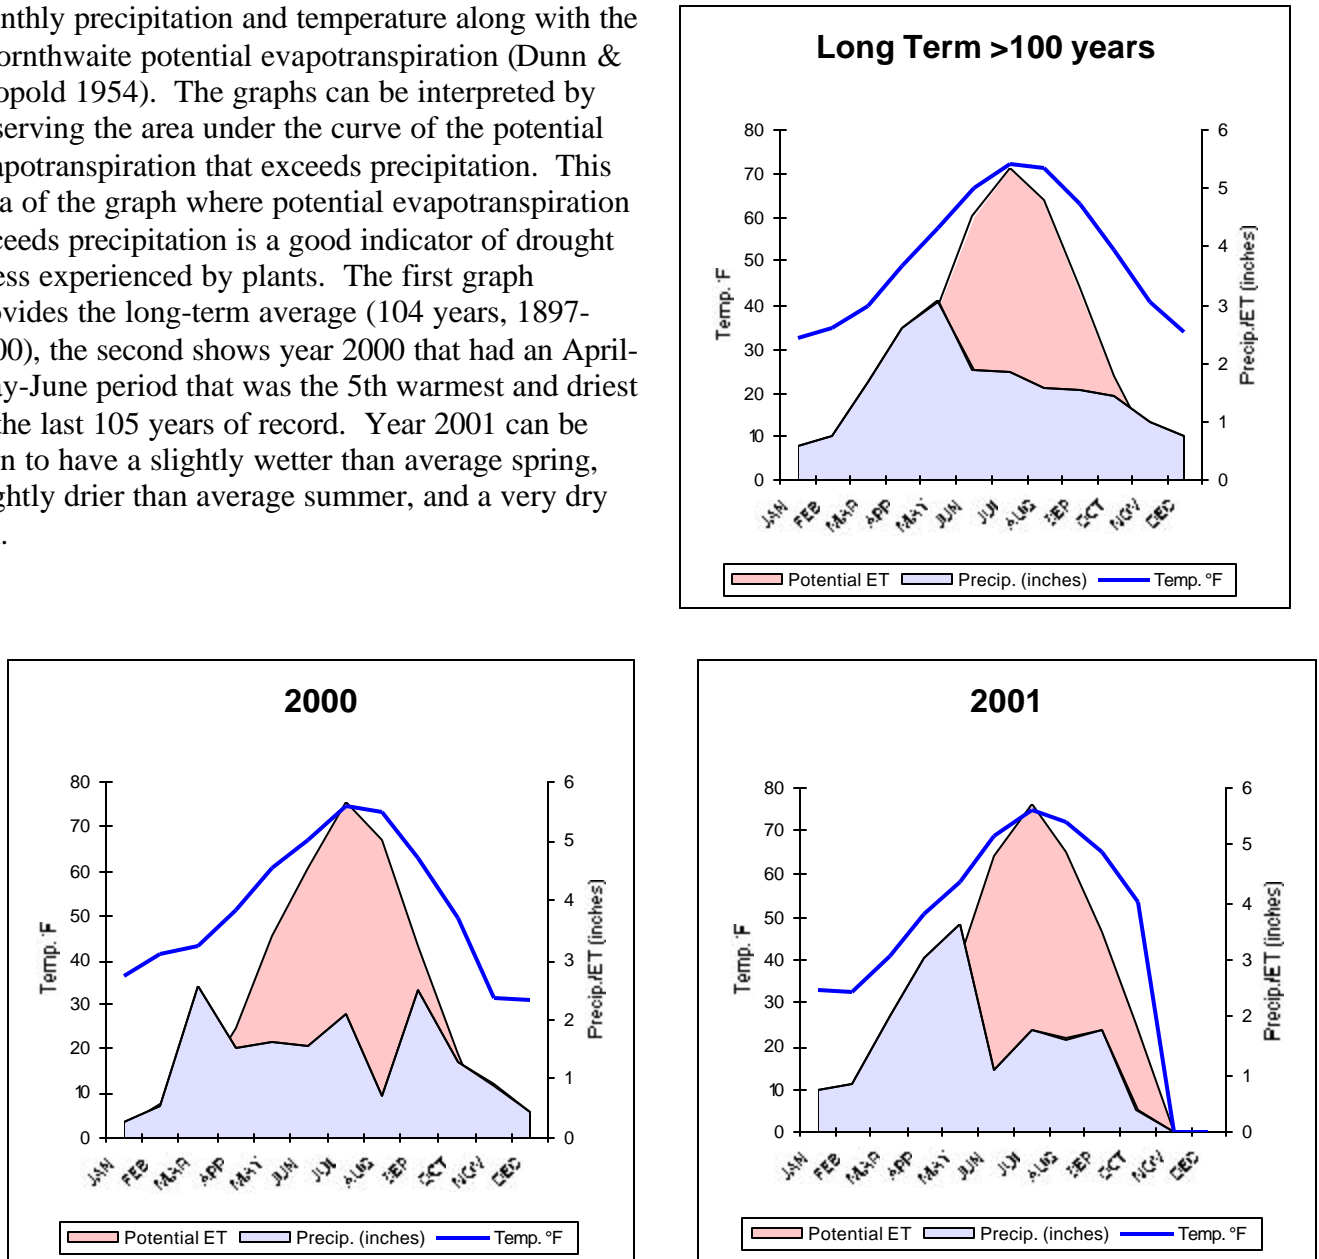 nthly precipitation and temperature along with the
ornthwaite potential evapotranspiration (Dunn &
opold 1954). The graphs can be interpreted by
serving the area under the curve of the potential
apotranspiration that exceeds precipitation. This
a of the graph where potential evapotranspiration
ceeds precipitation is a good indicator of drought
ess experienced by plants. The first graph
ovides the long-term average (104 years, 1897-
00), the second shows year 2000 that had an April-
ay-June period that was the 5th warmest and driest
the last 105 years of record. Year 2001 can be
n to have a slightly wetter than average spring,
ghtly drier than average summer, and a very dry
.
Long Term >100 years
80
70
60
50
40
30
20
10
0
Temp. °F
6
5
4
3
2
1
0
Precip./ET (inches)
JAN FEB MAR APR MAY JUN JUL AUG SEP OCT NOV DEC
Potential ET Precip. (inches) Temp. °F
2000
80
70
60
50
40
30
20
10
0
Temp. °F
6
5
4
3
2
1
0
Precip./ET (inches)
JAN FEB MAR APR MAY JUN JUL AUG SEP OCT NOV DEC
Potential ET Precip. (inches) Temp. °F
2001
80
70
60
50
40
30
20
10
0
Temp. °F
6
5
4
3
2
1
0
Precip./ET (inches)
JAN FEB MAR APR MAY JUN JUL AUG SEP OCT NOV DEC
Potential ET Precip. (inches) Temp. °F